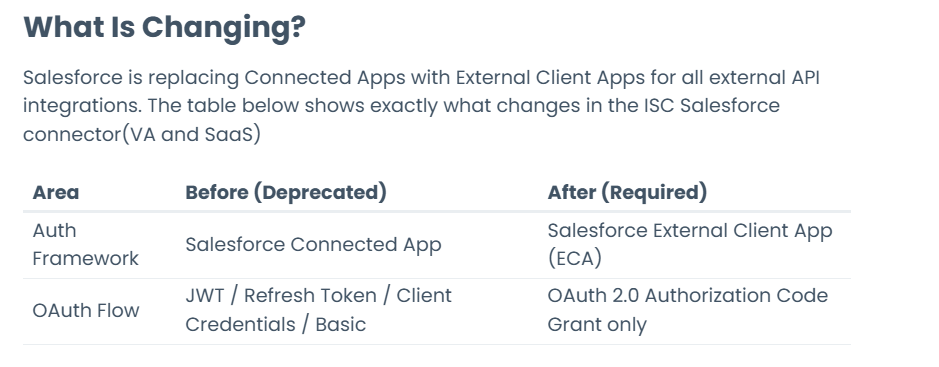 What Is Changing?
Salesforce is replacing Connected Apps with External Client Apps for all external API
integrations. The table below shows exactly what changes in the ISC Salesforce
connector(VA and SaaS)
Area Before (Deprecated) After (Required)
Auth
Framework
Salesforce Connected App
Salesforce External Client App
(ECA)
OAuth Flow
JWT / Refresh Token / Client
Credentials / Basic
OAuth 2.0 Authorization Code
Grant only